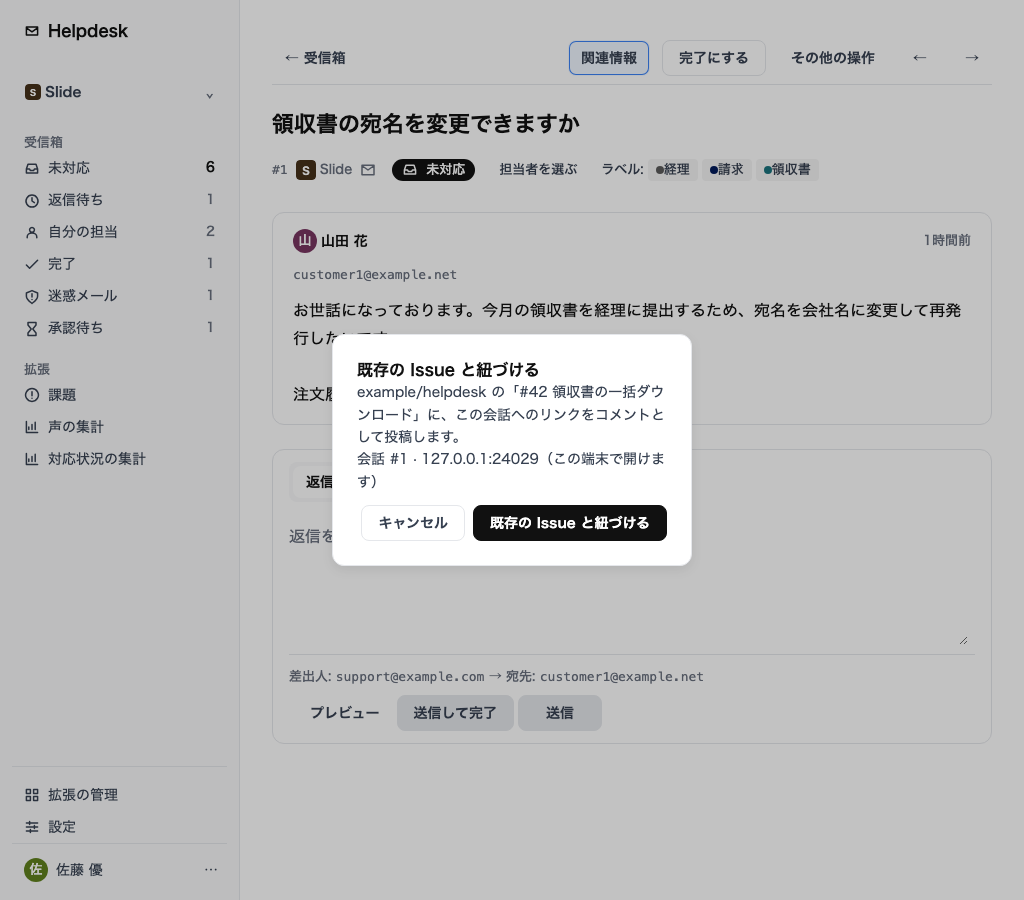 Helpdesk
S Slide
受信箱
未対応 6
返信待ち 1
自分の担当 2
完了 1
迷惑メール 1
承認待ち 1
拡張
課題
声の集計
対応状況の集計
拡張の管理
設定
佐 佐藤 優 …
← 受信箱 関連情報 完了にする その他の操作 ← →
領収書の宛名を変更できますか
#1 S Slide 未対応 担当者を選ぶ ラベル: 経理 請求 領収書
山 山田 花 1時間前
customer1@example.net
お世話になっております。今月の領収書を経理に提出するため、宛名を会社名に変更して再発
行した
注文
既存の Issue と紐づける
example/helpdesk の「#42 領収書の一括ダウ
ンロード」に、この会話へのリンクをコメントと
して投稿します。
会話 #1 · 127.0.0.1:24029（この端末で開けま
す）
キャンセル 既存の Issue と紐づける
返信
返信を
差出人: support@example.com → 宛先: customer1@example.net
プレビュー 送信して完了 送信